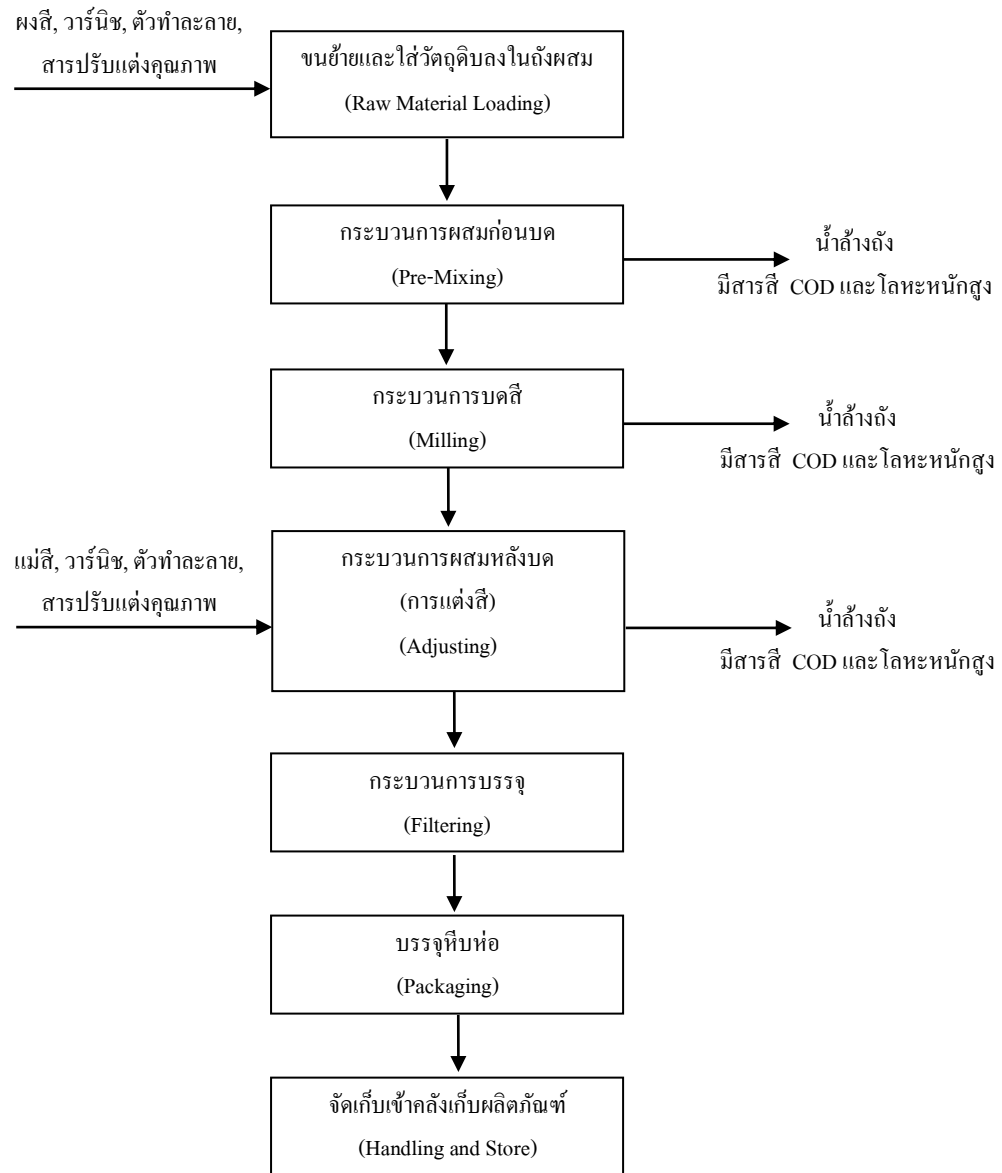 ผงสี, วาร์นิช, ตัวทำละลาย,
สารปรับแต่งคุณภาพ
ขนย้ายและใส่วัตถุดิบลงในถังผสม
(Raw Material Loading)
กระบวนการผสมก่อนบด
(Pre-Mixing)
น้ำล้างถัง
มีสารสี COD และโลหะหนักสูง
กระบวนการบดสี
(Milling)
น้ำล้างถัง
มีสารสี COD และโลหะหนักสูง
แม่สี, วาร์นิช, ตัวทำละลาย,
สารปรับแต่งคุณภาพ
กระบวนการผสมหลังบด
(การแต่งสี)
(Adjusting)
น้ำล้างถัง
มีสารสี COD และโลหะหนักสูง
กระบวนการบรรจุ
(Filtering)
บรรจุหีบห่อ
(Packaging)
จัดเก็บเข้าคลังเก็บผลิตภัณฑ์
(Handling and Store)